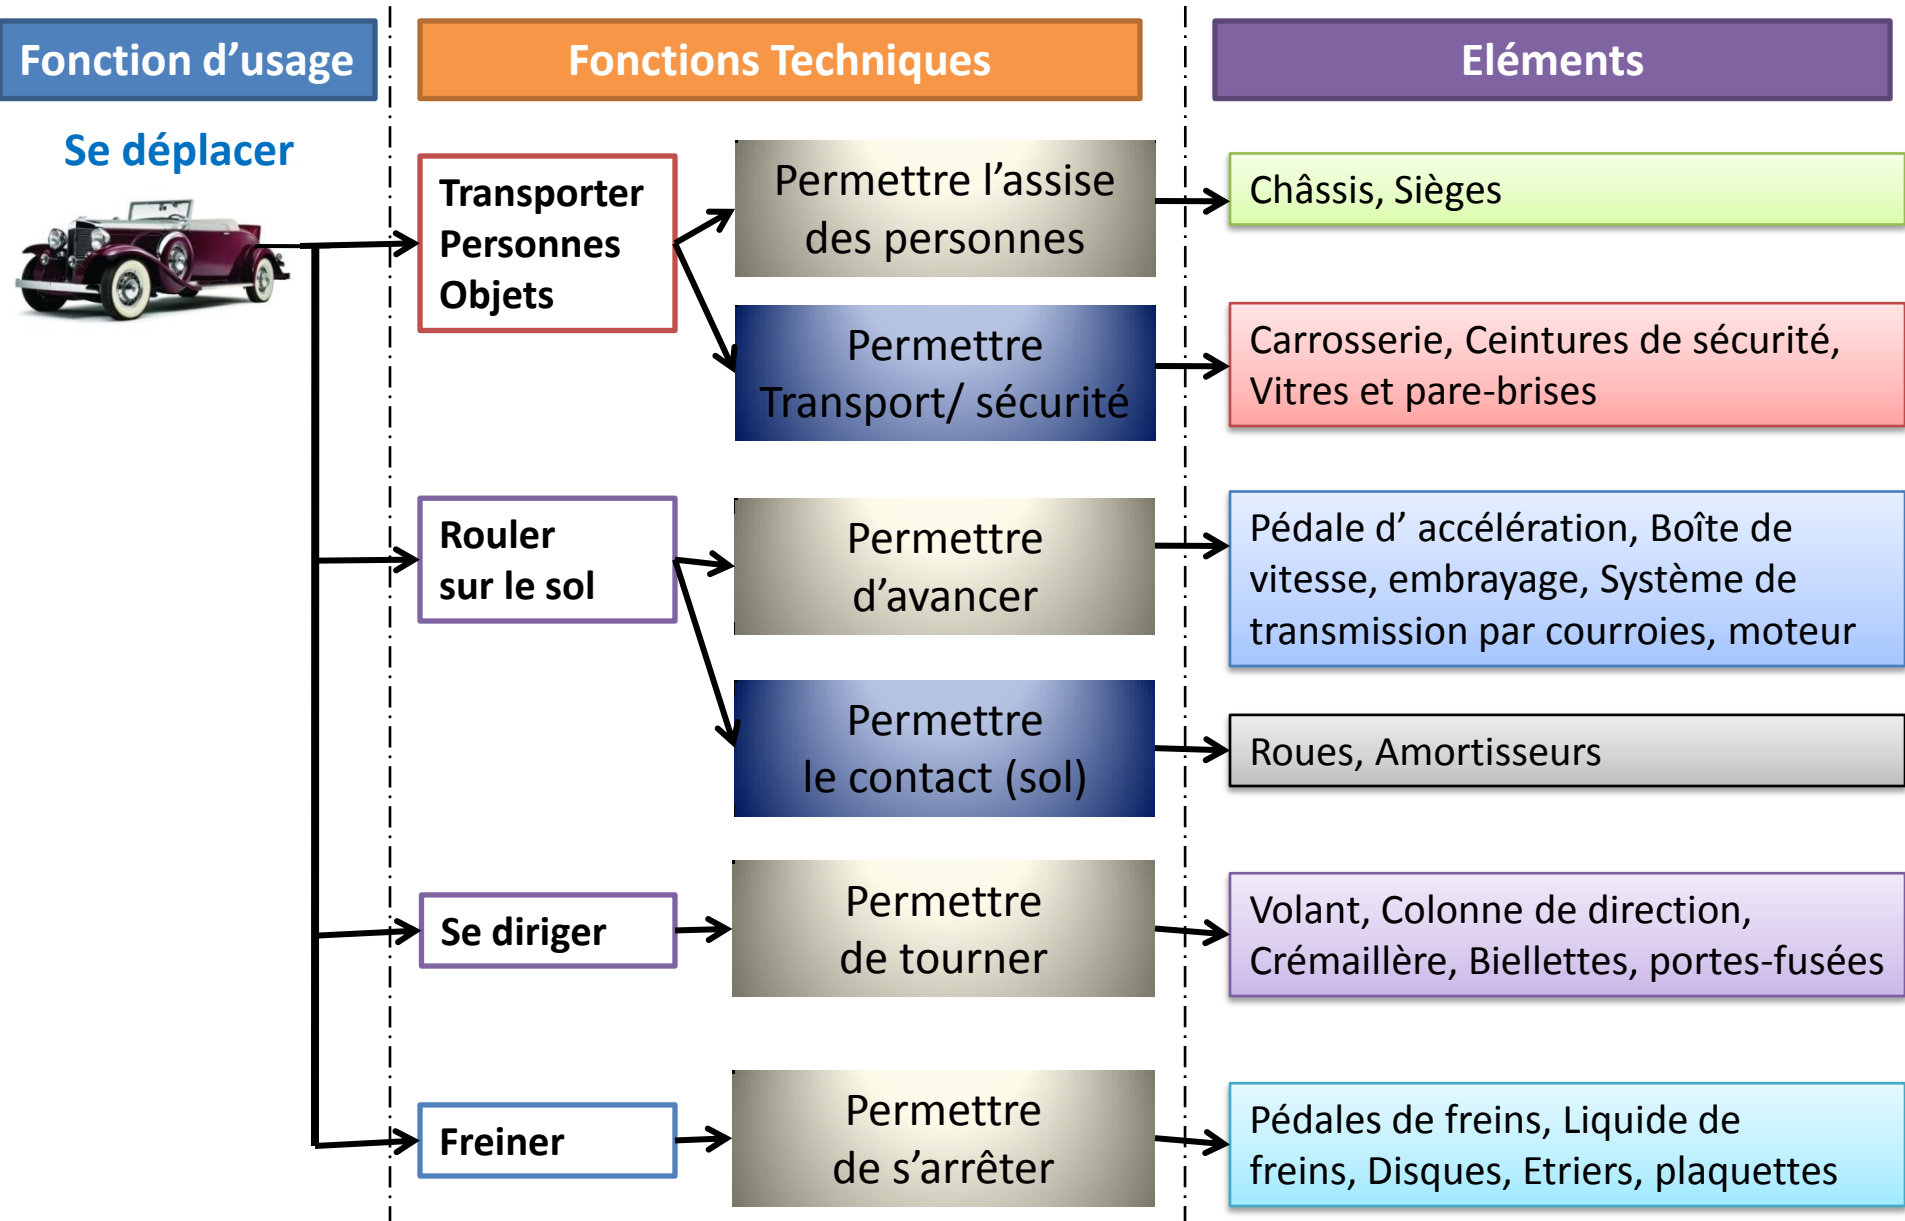 Fonction d’usage
Fonctions Techniques
Eléments
Se déplacer
Transporter
Personnes
Objets
Permettre l’assise
des personnes
Châssis, Sièges
Permettre
Transport/ sécurité
Carrosserie, Ceintures de sécurité,
Vitres et pare-brises
Rouler
sur le sol
Permettre
d’avancer
Pédale d’ accélération, Boîte de
vitesse, embrayage, Système de
transmission par courroies, moteur
Permettre
le contact (sol)
Roues, Amortisseurs
Se diriger
Permettre
de tourner
Volant, Colonne de direction,
Crémaillère, Biellettes, portes-fusées
Freiner
Permettre
de s’arrêter
Pédales de freins, Liquide de
freins, Disques, Etriers, plaquettes